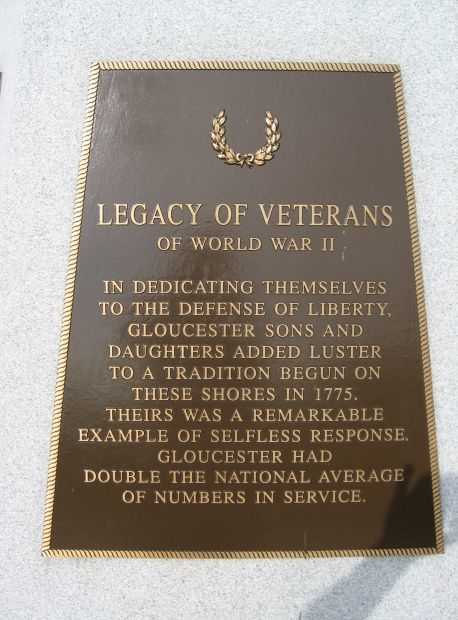 LEGACY OF VETERANS
OF WORLD WAR II
IN DEDICATING THEMSELVES
TO THE DEFENSE OF LIBERTY,
GLOUCESTER SONS AND
DAUGHTERS ADDED LUSTER
TO A TRADITION BEGUN ON
THESE SHORES IN 1775.
THEIRS WAS A REMARKABLE
EXAMPLE OF SELFLESS RESPONSE.
GLOUCESTER HAD
DOUBLE THE NATIONAL AVERAGE
OF NUMBERS IN SERVICE.